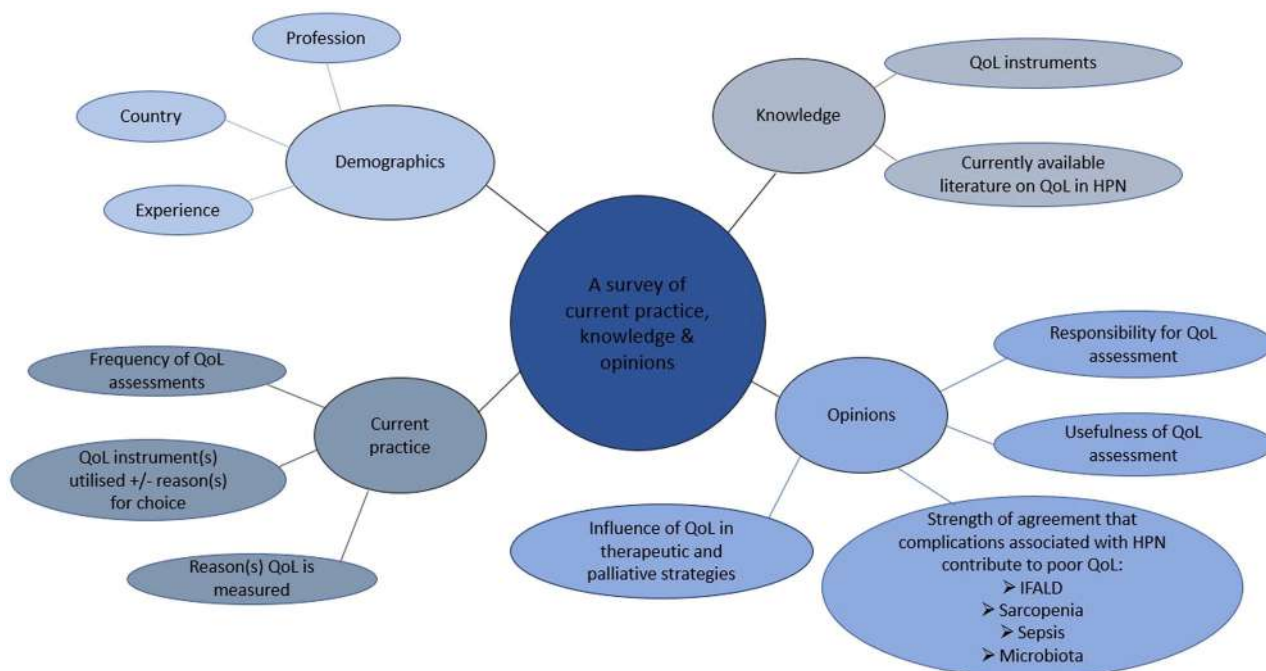 Profession
Country
Experience
Demographics
Knowledge
QoL instruments
Currently available
literature on QoL in HPN
A survey of
current practice,
knowledge &
opinions
Frequency of QoL
assessments
QoL instrument(s)
utilised +/- reason(s)
for choice
Reason(s) QoL is
measured
Current
practice
Opinions
Responsibility for QoL
assessment
Usefulness of QoL
assessment
Influence of QoL in
therapeutic and
palliative strategies
Strength of agreement that
complications associated with HPN
contribute to poor QoL:
➢ IFALD
➢ Sarcopenia
➢ Sepsis
➢ Microbiota